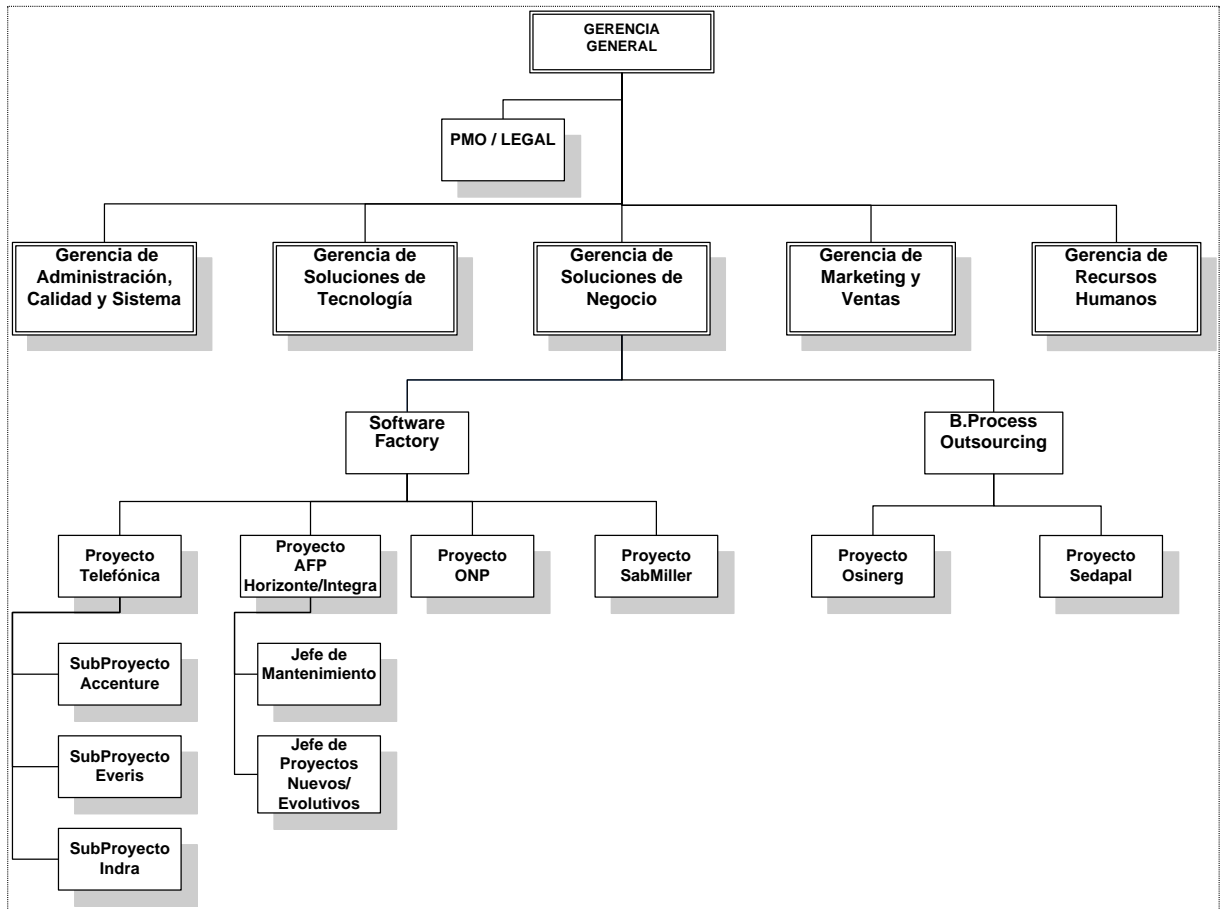 GERENCIA
GENERAL
PMO / LEGAL
Gerencia de
Administración,
Calidad y Sistema
Gerencia de
Soluciones de
Tecnología
Gerencia de
Soluciones de
Negocio
Gerencia de
Marketing y
Ventas
Gerencia de
Recursos
Humanos
Software
Factory
B.Process
Outsourcing
Proyecto
Telefónica
Proyecto
AFP
Horizonte/Integra
Proyecto
ONP
Proyecto
SabMiller
Proyecto
Osinerg
Proyecto
Sedapal
SubProyecto
Accenture
Jefe de
Mantenimiento
SubProyecto
Everis
Jefe de
Proyectos
Nuevos/
Evolutivos
SubProyecto
Indra